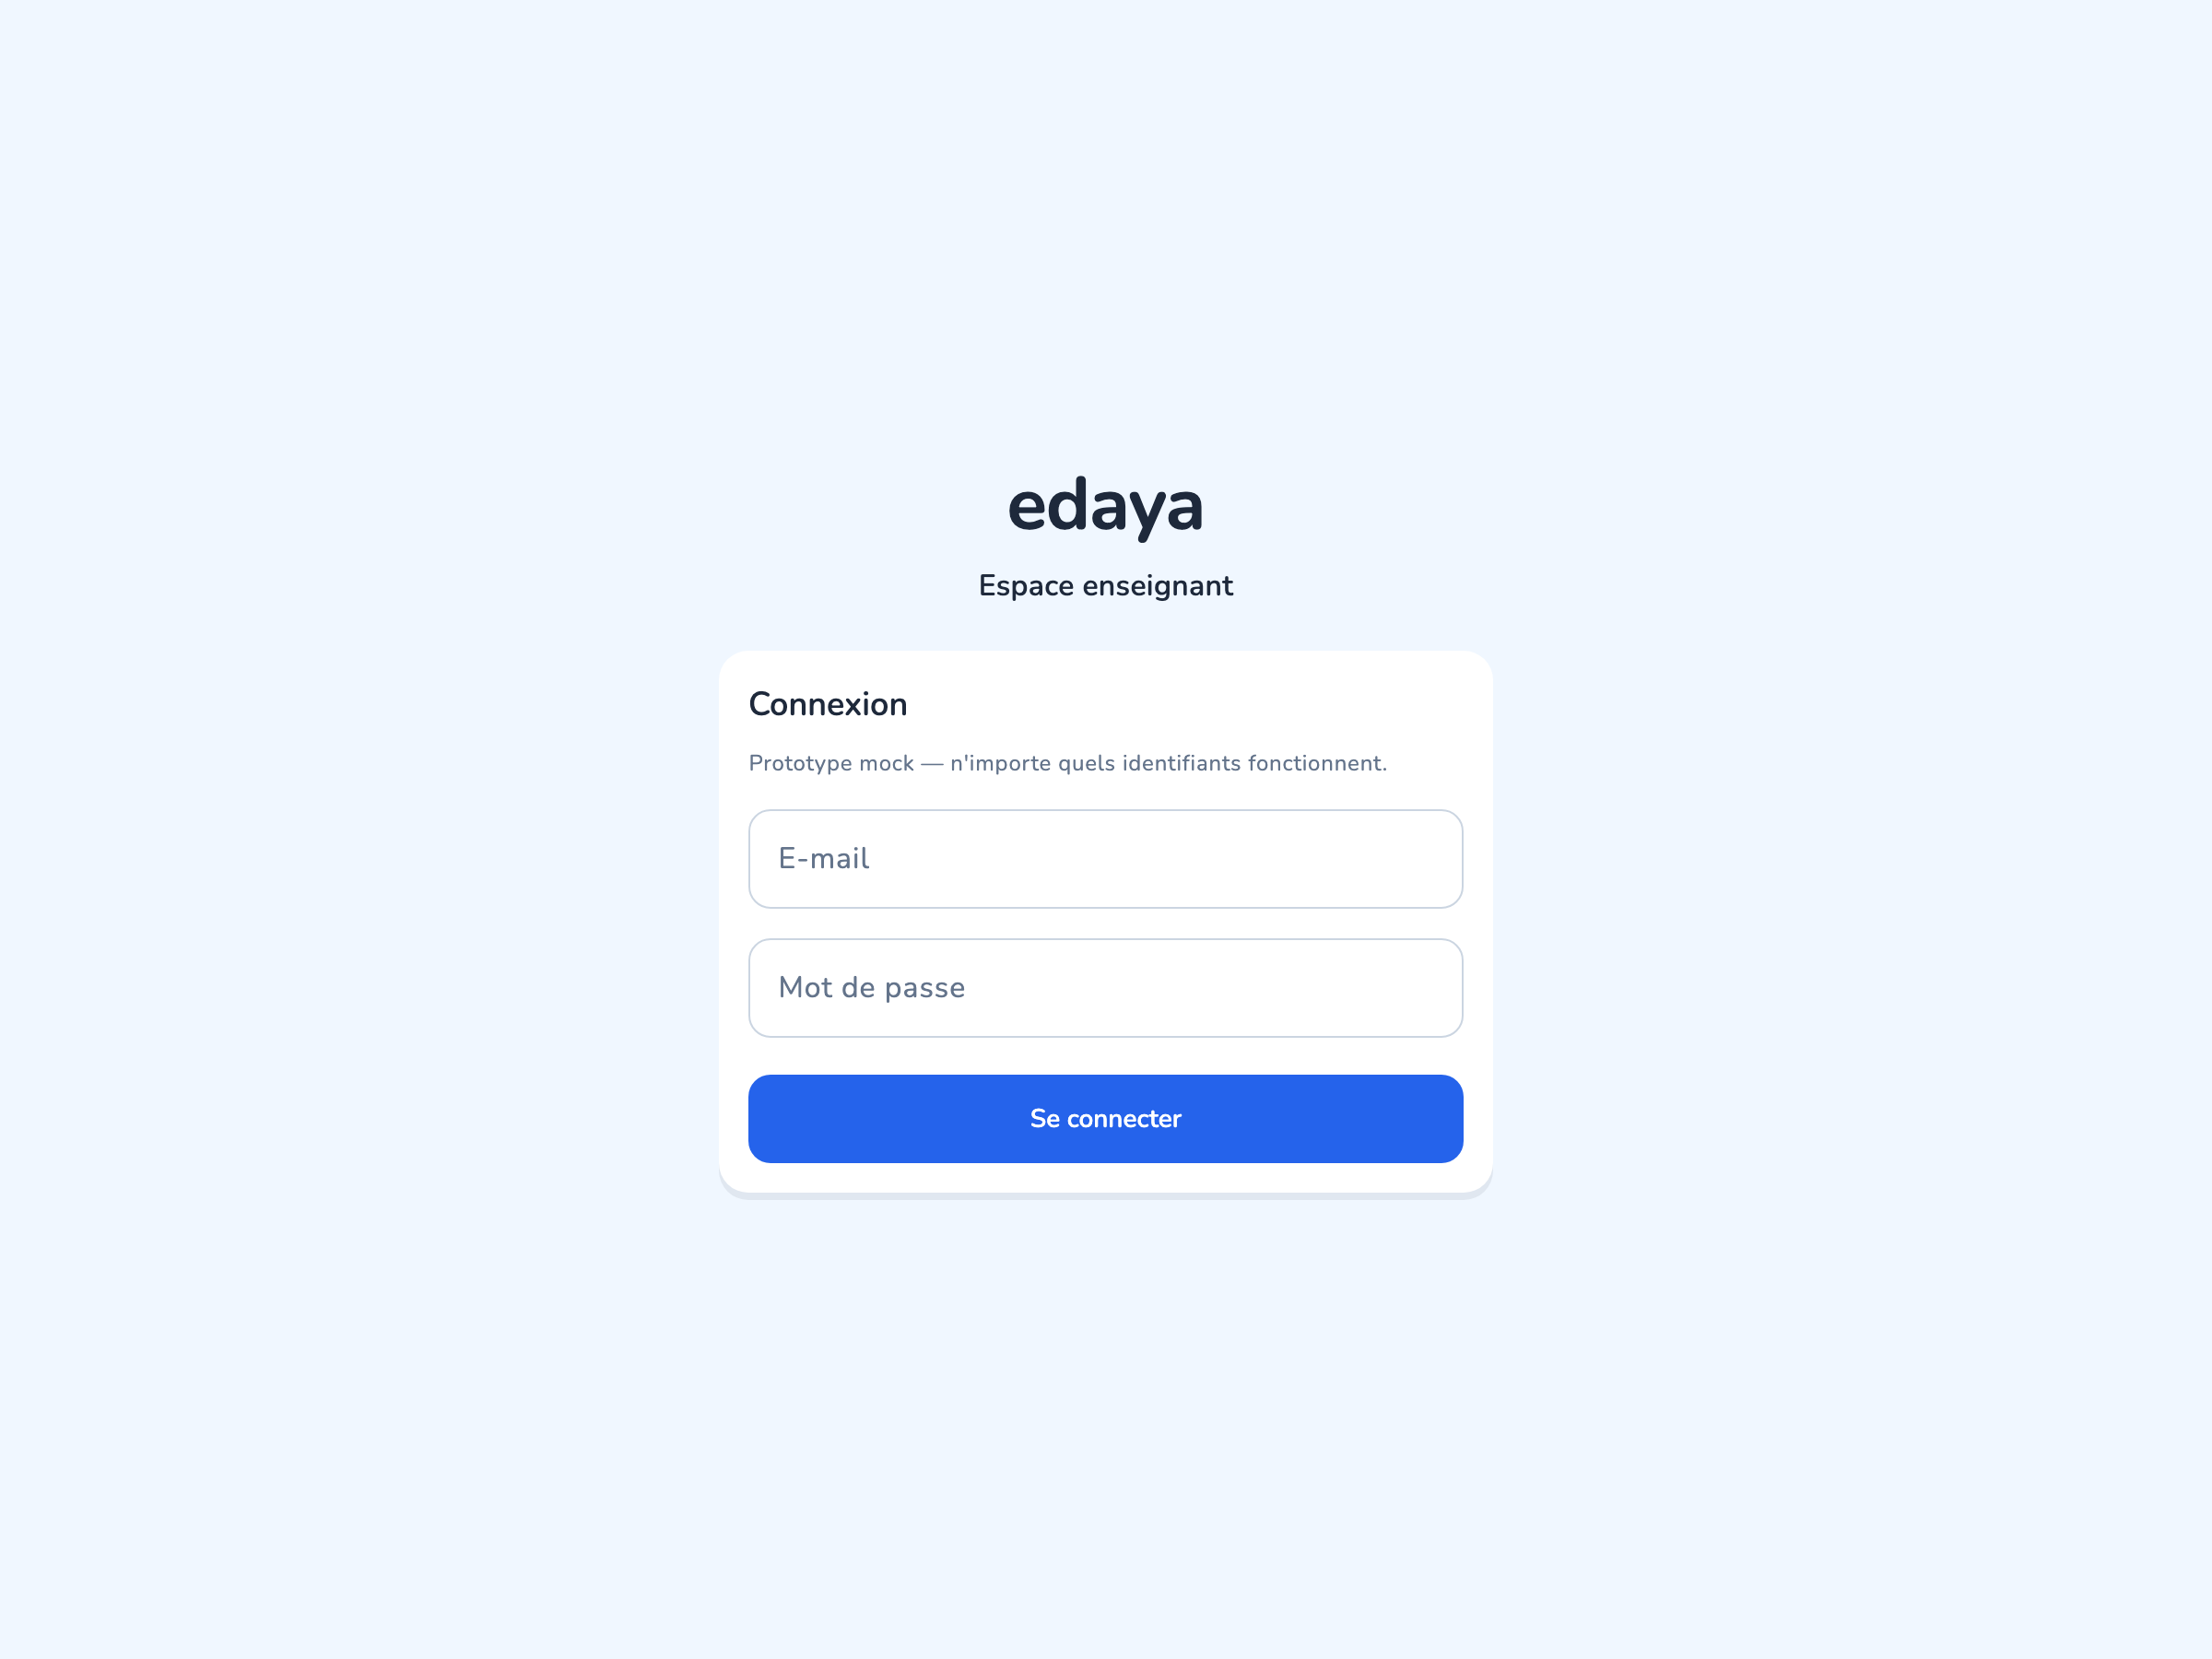 edaya
Espace enseignant
Connexion
Prototype mock — n'importe quels identifiants fonctionnent.
E-mail
Mot de passe
Se connecter